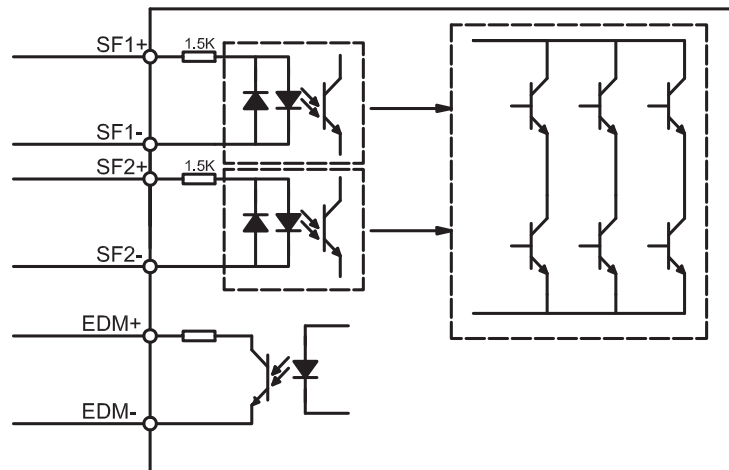 SF1+
1.5K
SF1-
SF2+
1.5K
SF2-
EDM+
EDM-